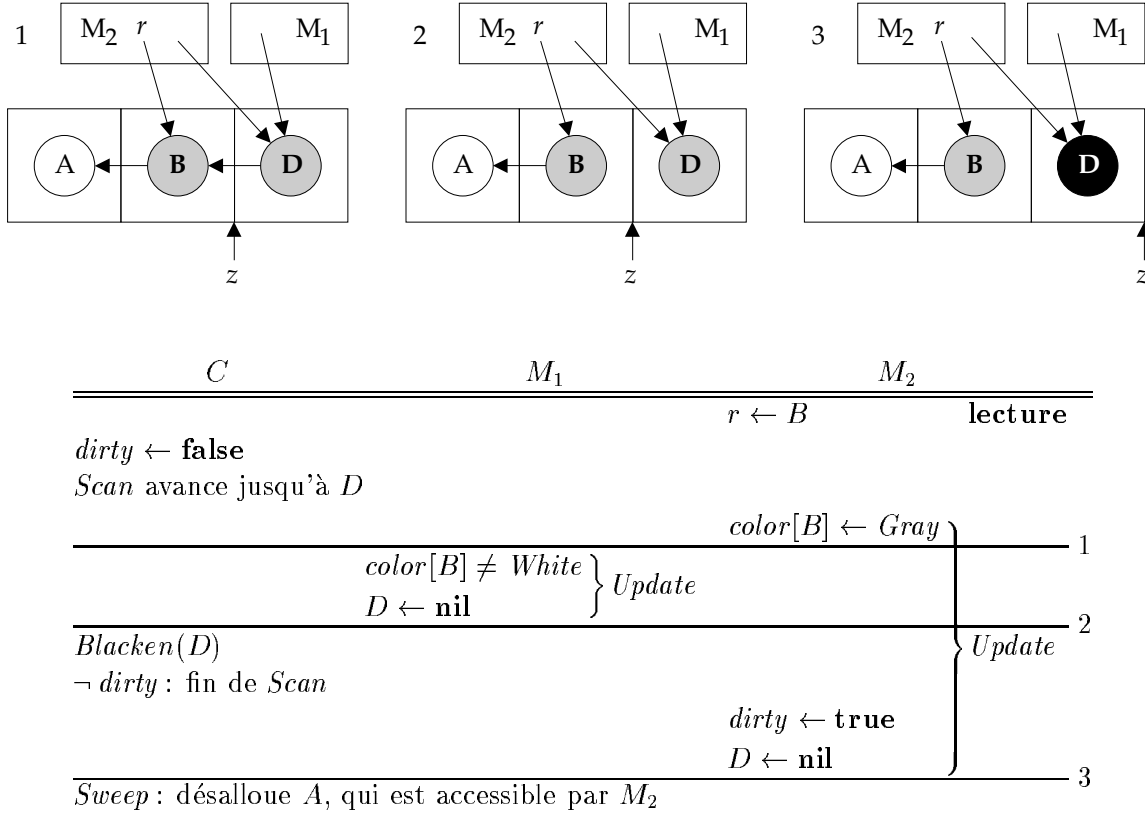 1 M₂ r M₁ 2 M₂ r M₁ 3 M₂ r M₁
A B D A B D A B D
z z z
C M₁ M₂
r ← B lecture
dirty ← false
Scan avance jusqu'à D
color[B] ← Gray
1
color[B] ≠ White
Update
D ← nil
2
Blacken(D)
Update
¬ dirty : fin de Scan
dirty ← true
D ← nil
3
Sweep : désalloue A, qui est accessible par M₂